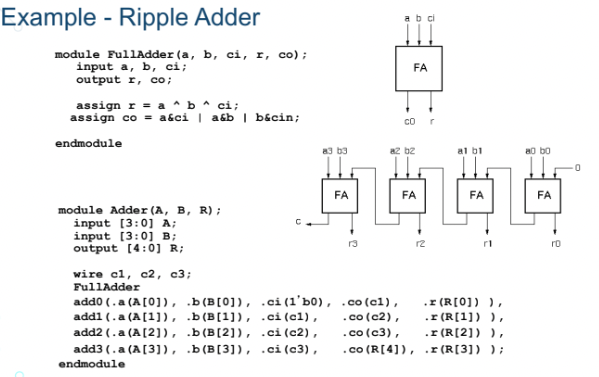 Example - Ripple Adder
module FullAdder(a, b, ci, r, co);
input a, b, ci;
output r, co;
assign r = a ^ b ^ ci;
assign co = a&ci | a&b | b&cin;
endmodule
a b ci
FA
co r
a3 b3 a2 b2 a1 b1 a0 b0
0
FA FA FA FA
c
r3 r2 r1 r0
module Adder(A, B, R);
input [3:0] A;
input [3:0] B;
output [4:0] R;
wire c1, c2, c3;
FullAdder
add0(.a(A[0]), .b(B[0]), .ci(1'b0), .co(c1), .r(R[0]) ),
add1(.a(A[1]), .b(B[1]), .ci(c1), .co(c2), .r(R[1]) ),
add2(.a(A[2]), .b(B[2]), .ci(c2), .co(c3), .r(R[2]) ),
add3(.a(A[3]), .b(B[3]), .ci(c3), .co(R[4]), .r(R[3]) );
endmodule